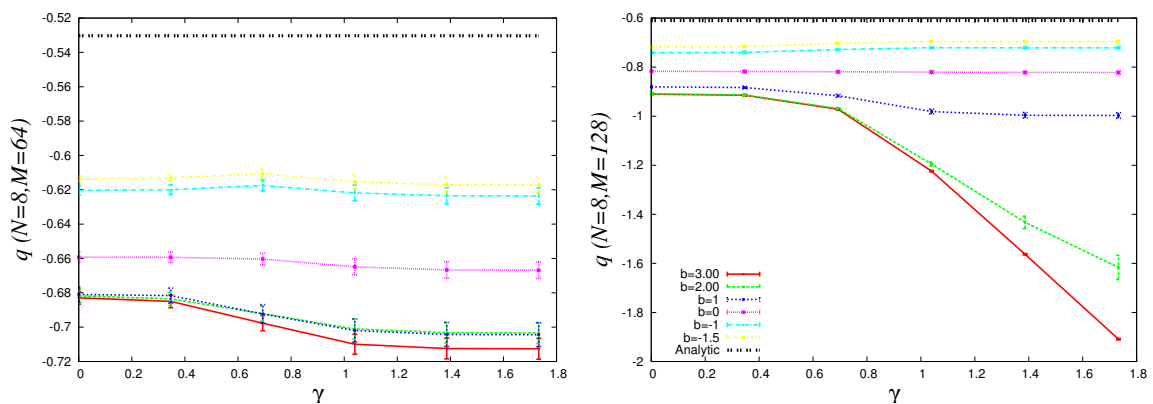 q (N=8,M=64)
-0.52
-0.54
-0.56
-0.58
-0.6
-0.62
-0.64
-0.66
-0.68
-0.7
-0.72
0 0.2 0.4 0.6 0.8 1 1.2 1.4 1.6 1.8
γ
q (N=8,M=128)
-0.6
-0.8
-1
-1.2
-1.4
-1.6
-1.8
-2
b=3.00
b=2.00
b=1
b=0
b=-1
b=-1.5
Analytic
0 0.2 0.4 0.6 0.8 1 1.2 1.4 1.6 1.8
γ